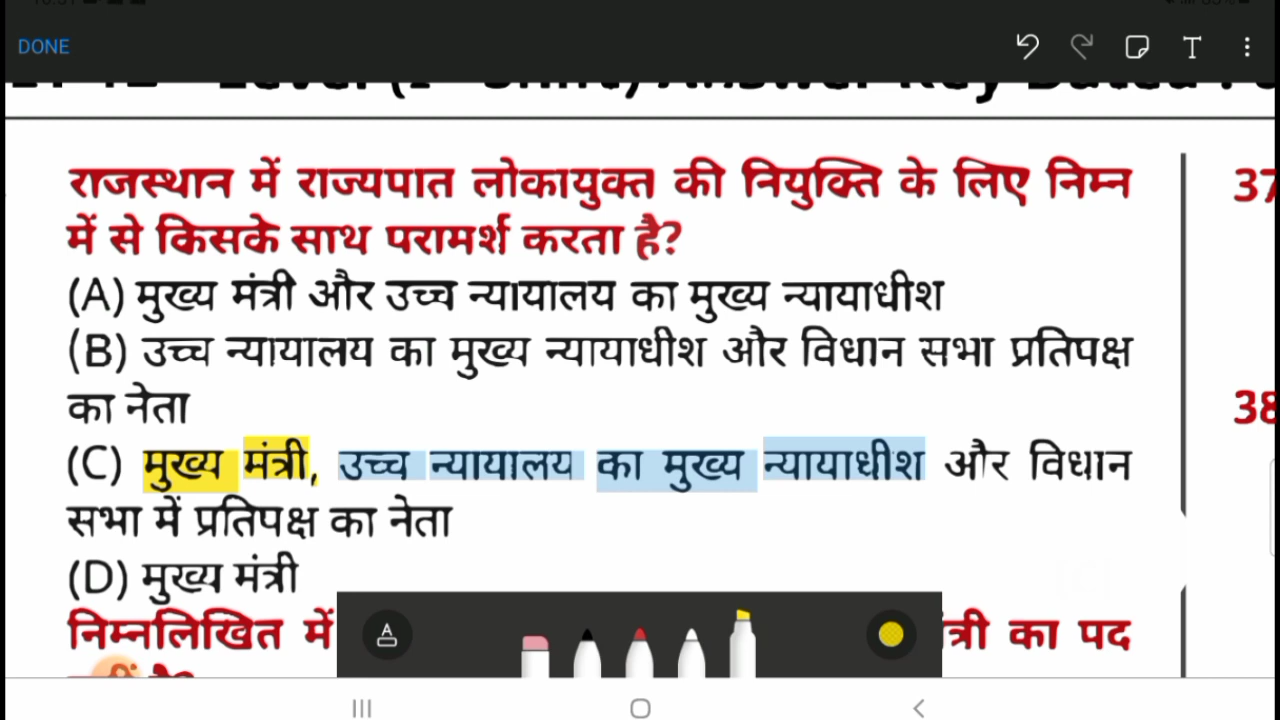 DONE
T
राजस्थान में राज्यपात लोकायुक्त की नियुक्ति के लिए निम्न
में से किसके साथ परामर्श करता है?
(A) मुख्य मंत्री और उच्च न्यायालय का मुख्य न्यायाधीश
(B) उच्च न्यायालय का मुख्य न्यायाधीश और विधान सभा प्रतिपक्ष
का नेता
(C) मुख्य मंत्री, उच्च न्यायालय का मुख्य न्यायाधीश और विधान
सभा में प्रतिपक्ष का नेता
(D) मुख्य मंत्री
निम्नलिखित में
का पद
37
38
A